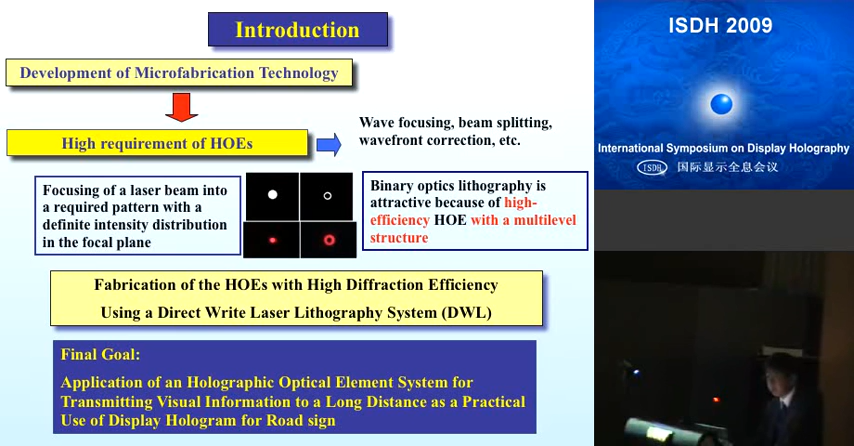 Introduction
Development of Microfabrication Technology
High requirement of HOEs
Wave focusing, beam splitting,
wavefront correction, etc.
Focusing of a laser beam into
a required pattern with a
definite intensity distribution
in the focal plane
Binary optics lithography is
attractive because of high-
efficiency HOE with a multilevel
structure
Fabrication of the HOEs with High Diffraction Efficiency
Using a Direct Write Laser Lithography System (DWL)
Final Goal:
Application of an Holographic Optical Element System for
Transmitting Visual Information to a Long Distance as a Practical
Use of Display Hologram for Road sign
ISDH 2009
International Symposium on Display Holography
ISDH 国际显示全息会议